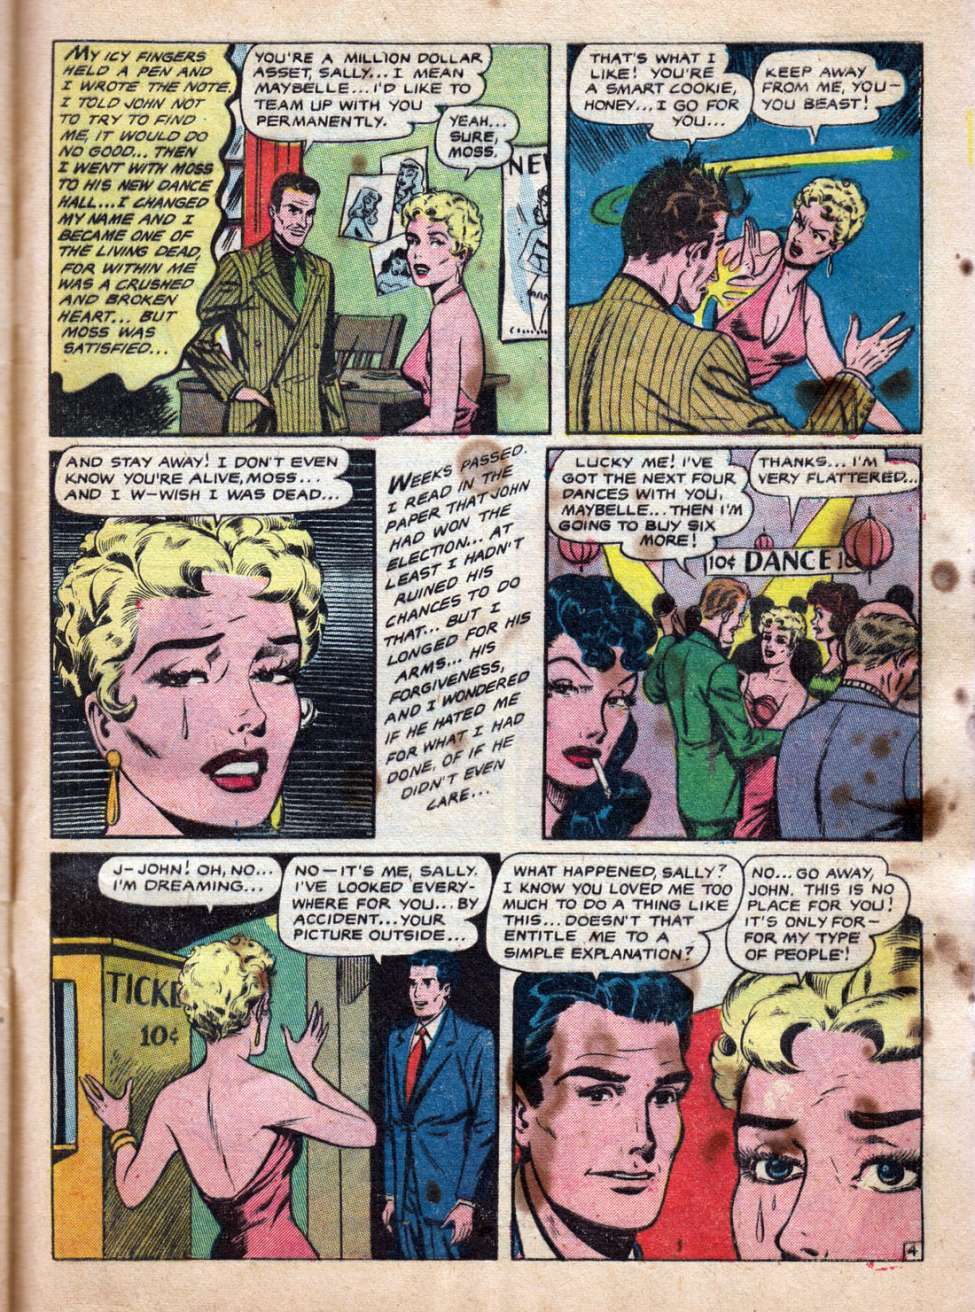 MY ICY FINGERS
HELD A PEN AND
I WROTE THE NOTE.
I TOLD JOHN NOT
TO TRY TO FIND
ME, IT WOULD DO
NO GOOD... THEN
I WENT WITH MOSS
TO HIS NEW DANCE
HALL... I CHANGED
MY NAME AND I
BECAME ONE OF
THE LIVING DEAD,
FOR WITHIN ME
WAS A CRUSHED
AND BROKEN
HEART... BUT
MOSS WAS
SATISFIED...
YOU'RE A MILLION DOLLAR
ASSET, SALLY... I MEAN
MAYBELLE... I'D LIKE TO
TEAM UP WITH YOU
PERMANENTLY.
YEAH...
SURE,
MOSS.
NE
THAT'S WHAT I
LIKE! YOU'RE
A SMART COOKIE,
HONEY... I GO FOR
YOU...
KEEP AWAY
FROM ME, YOU-
YOU BEAST!
AND STAY AWAY! I DON'T EVEN
KNOW YOU'RE ALIVE, MOSS...
AND I W-WISH I WAS DEAD...
WEEKS PASSED.
I READ IN THE
PAPER THAT JOHN
HAD WON THE
ELECTION... AT
LEAST I HADN'T
RUINED HIS
CHANCES TO DO
THAT... BUT I
LONGED FOR HIS
ARMS... HIS
FORGIVENESS,
AND I WONDERED
IF HE HATED ME
FOR WHAT I HAD
DONE, OF IF HE
DIDN'T EVEN
CARE...
LUCKY ME! I'VE
GOT THE NEXT FOUR
DANCES WITH YOU,
MAYBELLE... THEN I'M
GOING TO BUY SIX
MORE!
THANKS... I'M
VERY FLATTERED...
10¢ DANCE 10¢
J-JOHN! OH, NO...
I'M DREAMING...
NO—IT'S ME, SALLY.
I'VE LOOKED EVERY-
WHERE FOR YOU... BY
ACCIDENT... YOUR
PICTURE OUTSIDE...
TICKE
10¢
WHAT HAPPENED, SALLY?
I KNOW YOU LOVED ME TOO
MUCH TO DO A THING LIKE
THIS... DOESN'T THAT
ENTITLE ME TO A
SIMPLE EXPLANATION?
NO... GO AWAY,
JOHN. THIS IS NO
PLACE FOR YOU!
IT'S ONLY FOR—
FOR MY TYPE
OF PEOPLE!
4